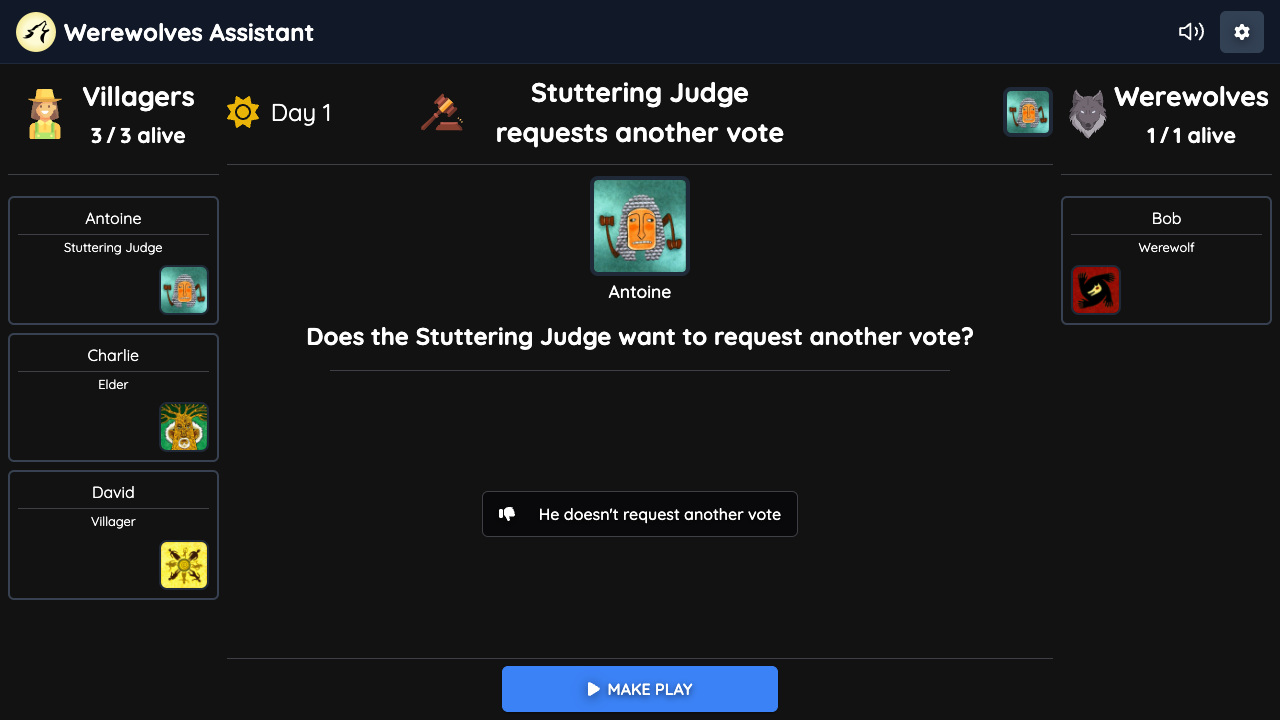 Werewolves Assistant
Villagers
3 / 3 alive
Day 1
Stuttering Judge
requests another vote
Werewolves
1 / 1 alive
Antoine
Stuttering Judge
Charlie
Elder
David
Villager
Antoine
Does the Stuttering Judge want to request another vote?
He doesn't request another vote
Bob
Werewolf
MAKE PLAY